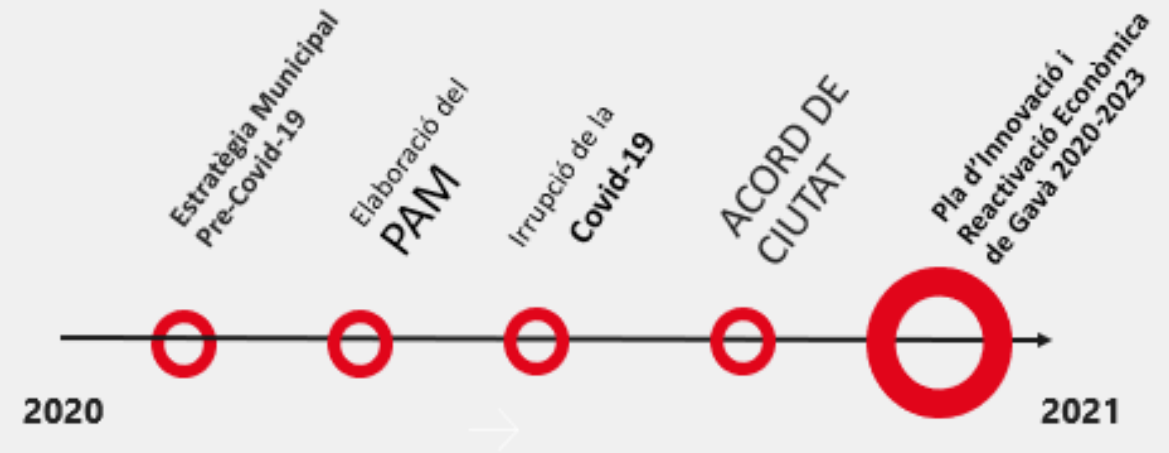 Estratègia Municipal
Pre-Covid-19
Elaboració del
PAM
Irrupció de la
Covid-19
ACORD DE
CIUTAT
Pla d'Innovació i
Reactivació Econòmica
de Gavà 2020-2023
2020
2021